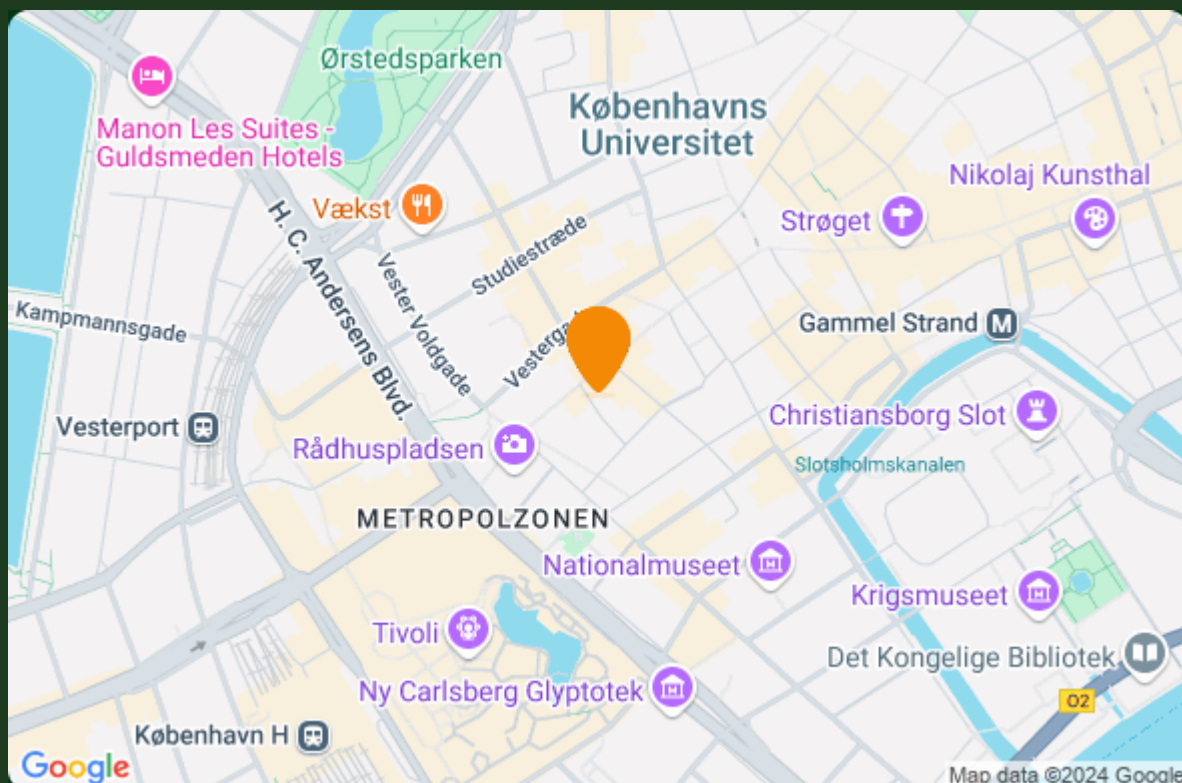 Ørstedsparken
Københavns
Universitet
Manon Les Suites -
Guldsmeden Hotels
Nikolaj Kunsthal
Vækst
Strøget
Studiestræde
H. C. Andersens Blvd.
Vester Voldgade
Kampmannsgade
Gammel Strand M
Vesterport
Christiansborg Slot
Rådhuspladsen
Slotsholmskanalen
METROPOLZONEN
Nationalmuseet
Krigsmuseet
Tivoli
Det Kongelige Bibliotek
Ny Carlsberg Glyptotek
O2
København H
Google
Map data ©2024 Google